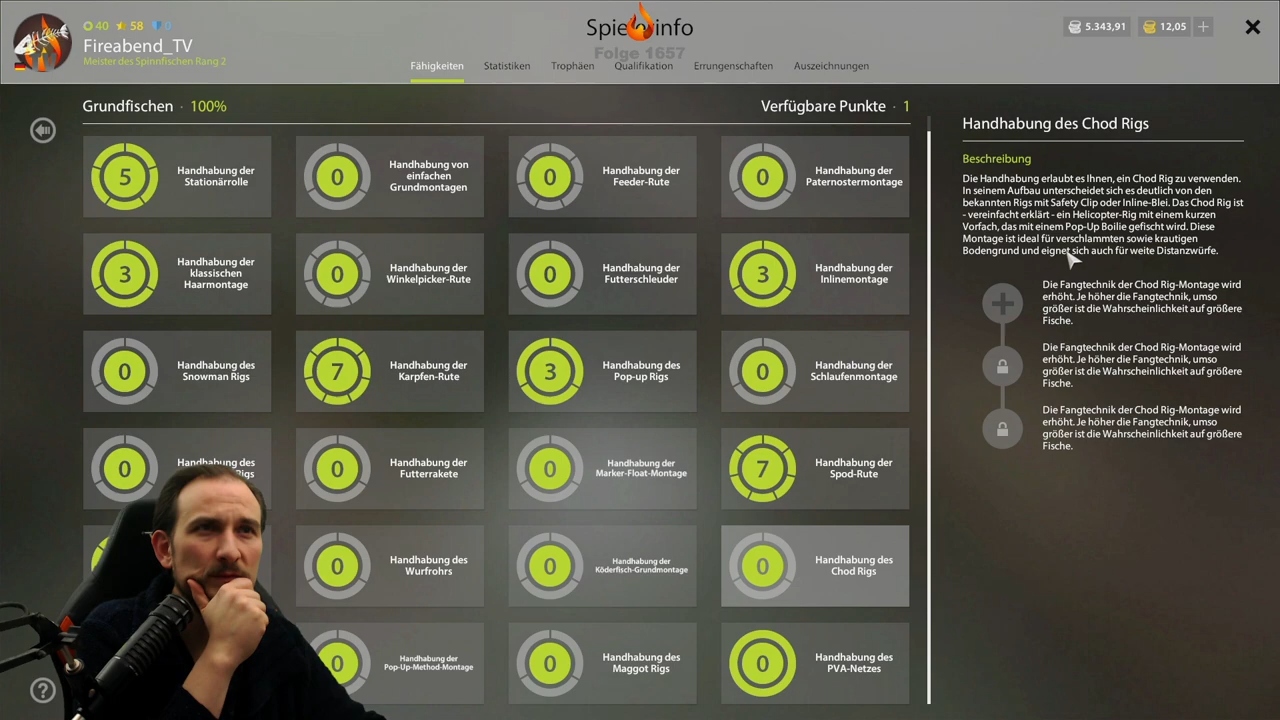 40 58 0
Fireabend_TV
Meister des Spinnfischen Rang 2
Spiel info
Folge 1657
5.343,91 12,05
Fähigkeiten Statistiken Trophäen Qualifikation Errungenschaften Auszeichnungen
Grundfischen · 100%
Verfügbare Punkte · 1
5 Handhabung der
Stationärrolle
0 Handhabung von
einfachen
Grundmontagen
0 Handhabung der
Feeder-Rute
0 Handhabung der
Paternostermontage
3 Handhabung der
klassischen
Haarmontage
0 Handhabung der
Winkelpicker-Rute
0 Handhabung der
Futterschleuder
3 Handhabung der
Inlinemontage
0 Handhabung des
Snowman Rigs
7 Handhabung der
Karpfen-Rute
3 Handhabung des
Pop-up Rigs
0 Handhabung der
Schlaufenmontage
0 Handhabung des
Rigs
0 Handhabung der
Futterrakete
0 Handhabung der
Marker-Float-Montage
7 Handhabung der
Spod-Rute
0 Handhabung des
Wurfrohrs
0 Handhabung der
Köderfisch-Grundmontage
0 Handhabung des
Chod Rigs
0 Handhabung der
Pop-Up-Method-Montage
0 Handhabung des
Maggot Rigs
0 Handhabung des
PVA-Netzes
Handhabung des Chod Rigs
Beschreibung
Die Handhabung erlaubt es Ihnen, ein Chod Rig zu verwenden.
In seinem Aufbau unterscheidet sich es deutlich von den
bekannten Rigs mit Safety Clip oder Inline-Blei. Das Chod Rig ist
- vereinfacht erklärt - ein Helicopter-Rig mit einem kurzen
Vorfach, das mit einem Pop-Up Boilie gefischt wird. Diese
Montage ist ideal für verschlammten sowie krautigen
Bodengrund und eignet sich auch für weite Distanzwürfe.
Die Fangtechnik der Chod Rig-Montage wird
erhöht. Je höher die Fangtechnik, umso
größer ist die Wahrscheinlichkeit auf größere
Fische.
Die Fangtechnik der Chod Rig-Montage wird
erhöht. Je höher die Fangtechnik, umso
größer ist die Wahrscheinlichkeit auf größere
Fische.
Die Fangtechnik der Chod Rig-Montage wird
erhöht. Je höher die Fangtechnik, umso
größer ist die Wahrscheinlichkeit auf größere
Fische.
?